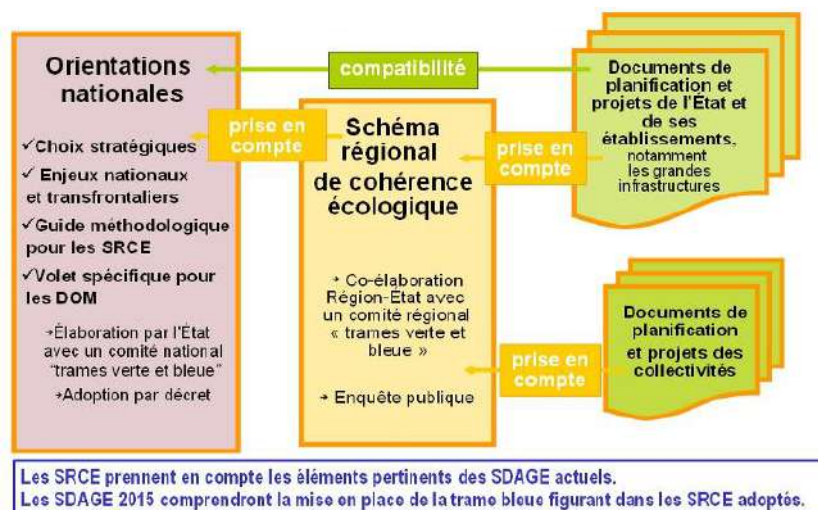 Orientations
nationales
✓Choix stratégiques
✓Enjeux nationaux
et transfrontaliers
✓Guide méthodologique
pour les SRCE
✓Volet spécifique pour
les DOM
→Élaboration par l'État
avec un comité national
"trames verte et bleue"
→Adoption par décret
compatibilité
prise en
compte
Schéma
régional
de cohérence
écologique
→ Co-élaboration
Région-État avec
un comité régional
« trames verte et
bleue »
→ Enquête publique
prise en
compte
Documents de
planification et
projets de l'État et
de ses
établissements,
notamment
les grandes
infrastructures
prise en
compte
Documents de
planification
et projets des
collectivités
Les SRCE prennent en compte les éléments pertinents des SDAGE actuels.
Les SDAGE 2015 comprendront la mise en place de la trame bleue figurant dans les SRCE adoptés.